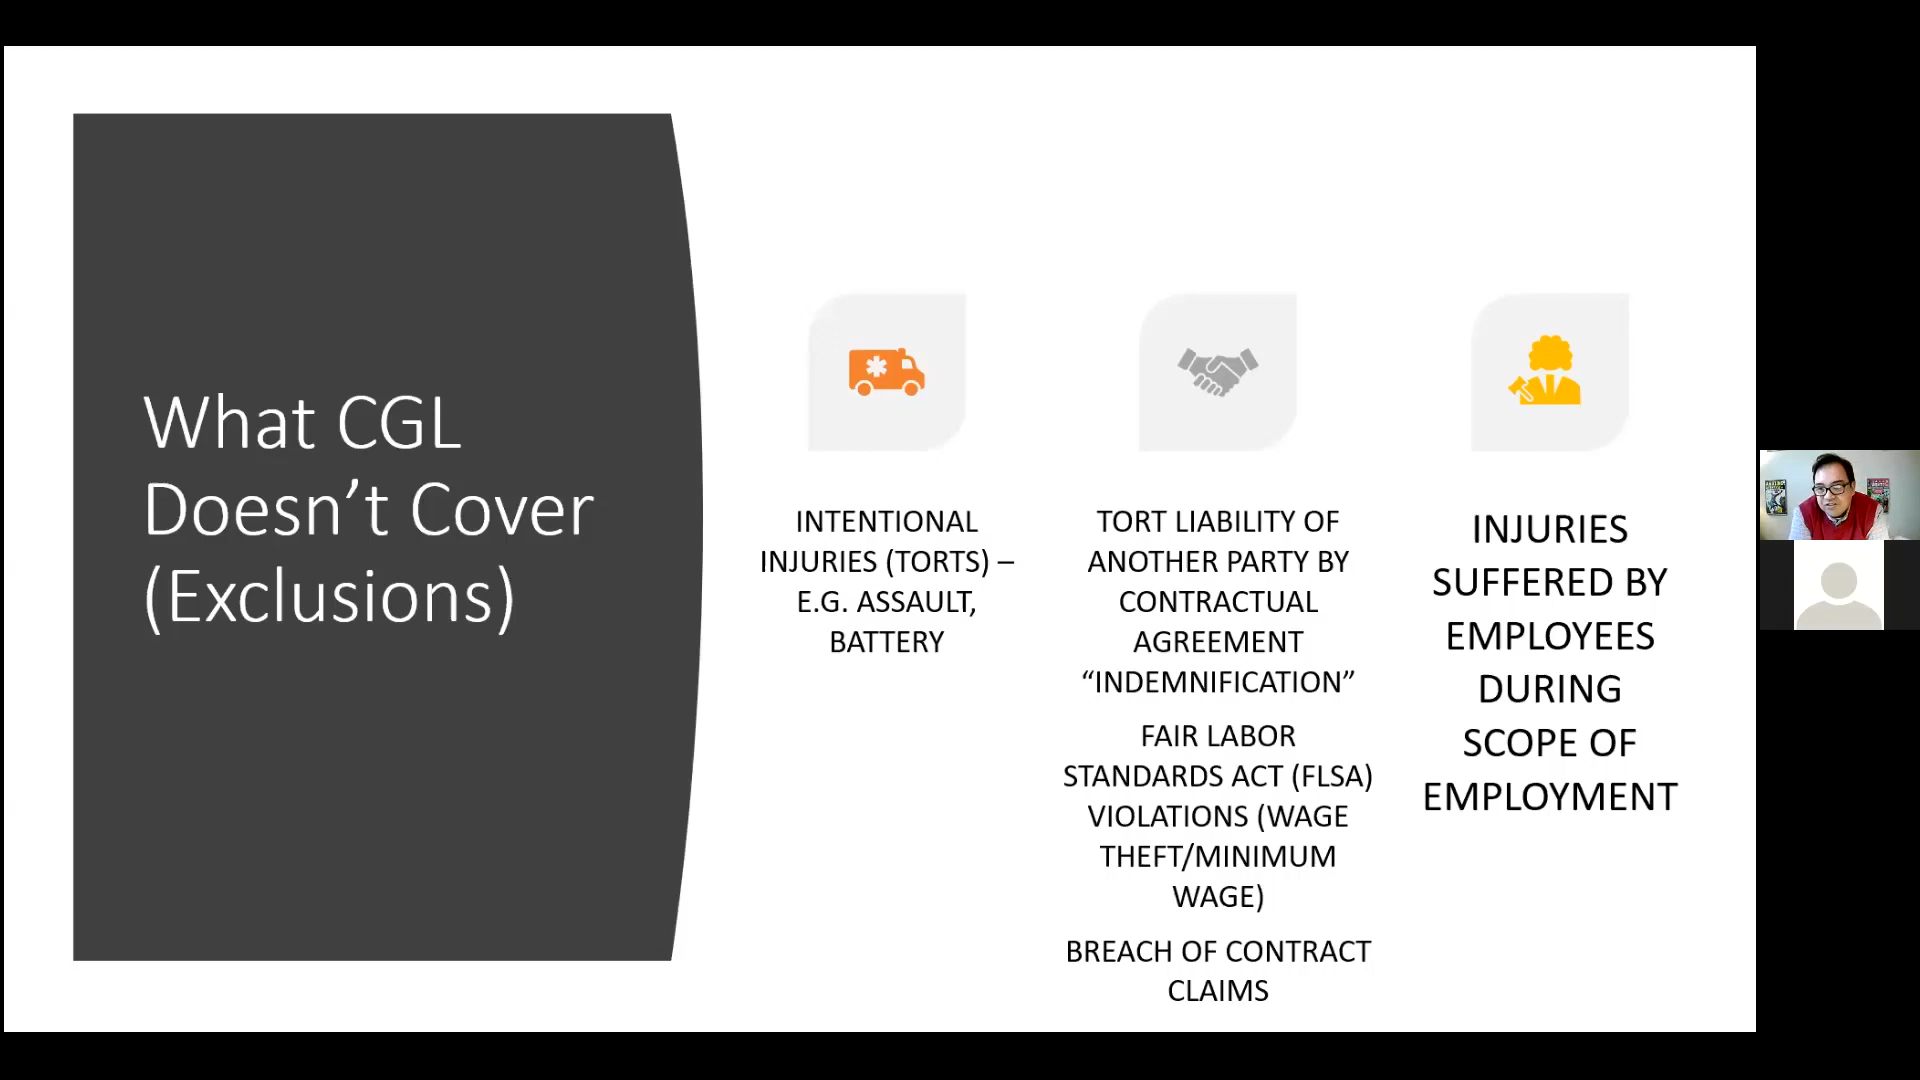 What CGL
Doesn’t Cover
(Exclusions)
INTENTIONAL
INJURIES (TORTS) –
E.G. ASSAULT,
BATTERY
TORT LIABILITY OF
ANOTHER PARTY BY
CONTRACTUAL
AGREEMENT
“INDEMNIFICATION”
FAIR LABOR
STANDARDS ACT (FLSA)
VIOLATIONS (WAGE
THEFT/MINIMUM
WAGE)
BREACH OF CONTRACT
CLAIMS
INJURIES
SUFFERED BY
EMPLOYEES
DURING
SCOPE OF
EMPLOYMENT